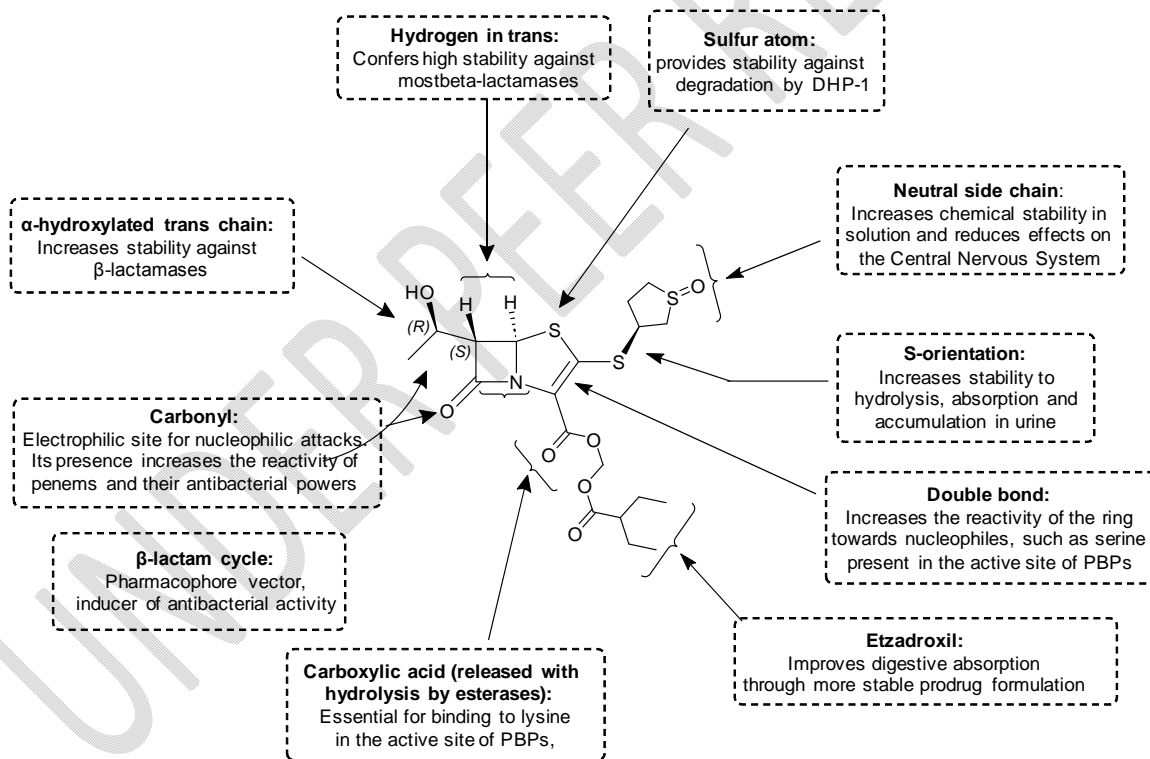 Hydrogen in trans:
Confers high stability against
mostbeta-lactamases
Sulfur atom:
provides stability against
degradation by DHP-1
Neutral side chain:
Increases chemical stability in
solution and reduces effects on
the Central Nervous System
α-hydroxylated trans chain:
Increases stability against
β-lactamases
HO
H
H
(R)
(S)
S
S
S
O
N
O
S-orientation:
Increases stability to
hydrolysis, absorption and
accumulation in urine
Carbonyl:
Electrophilic site for nucleophilic attacks.
Its presence increases the reactivity of
penems and their antibacterial powers
O
O
O
O
Double bond:
Increases the reactivity of the ring
towards nucleophiles, such as serine
present in the active site of PBPs
β-lactam cycle:
Pharmacophore vector,
inducer of antibacterial activity
Etzadroxil:
Improves digestive absorption
through more stable prodrug formulation
Carboxylic acid (released with
hydrolysis by esterases):
Essential for binding to lysine
in the active site of PBPs,
UNDER PEER RE